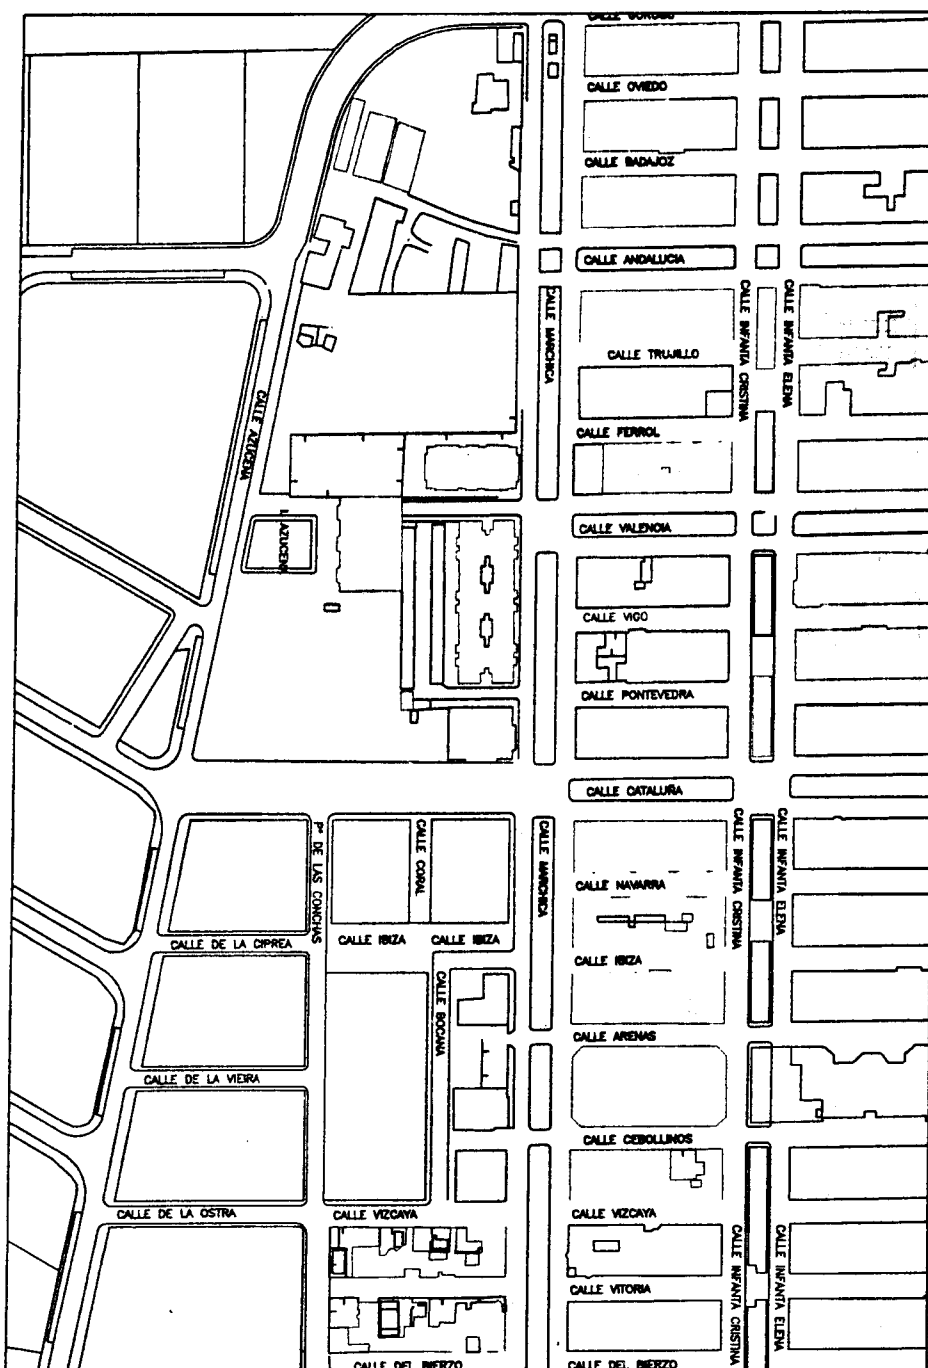 CALLE OVIEDO
CALLE BADAJOZ
CALLE ANDALUCIA
CALLE MARCHICA
CALLE INFANTA CRISTINA
CALLE INFANTA ELENA
CALLE TRUJILLO
CALLE AZUCENA
CALLE FERROL
AZUCENA
CALLE VALENCIA
CALLE VIGO
CALLE PONTEVEDRA
CALLE CATALUÑA
Pº DE LAS CONCHAS
CALLE CORAL
CALLE MARCHICA
CALLE INFANTA CRISTINA
CALLE INFANTA ELENA
CALLE NAVARRA
CALLE DE LA CIPREA
CALLE IBIZA
CALLE IBIZA
CALLE IBIZA
CALLE BOCANA
CALLE ARENAS
CALLE DE LA VIEIRA
CALLE CEBOLLINOS
CALLE DE LA OSTRA
CALLE VIZCAYA
CALLE VIZCAYA
CALLE INFANTA CRISTINA
CALLE INFANTA ELENA
CALLE VITORIA
CALLE DEL BIERZO
CALLE DEL BIERZO